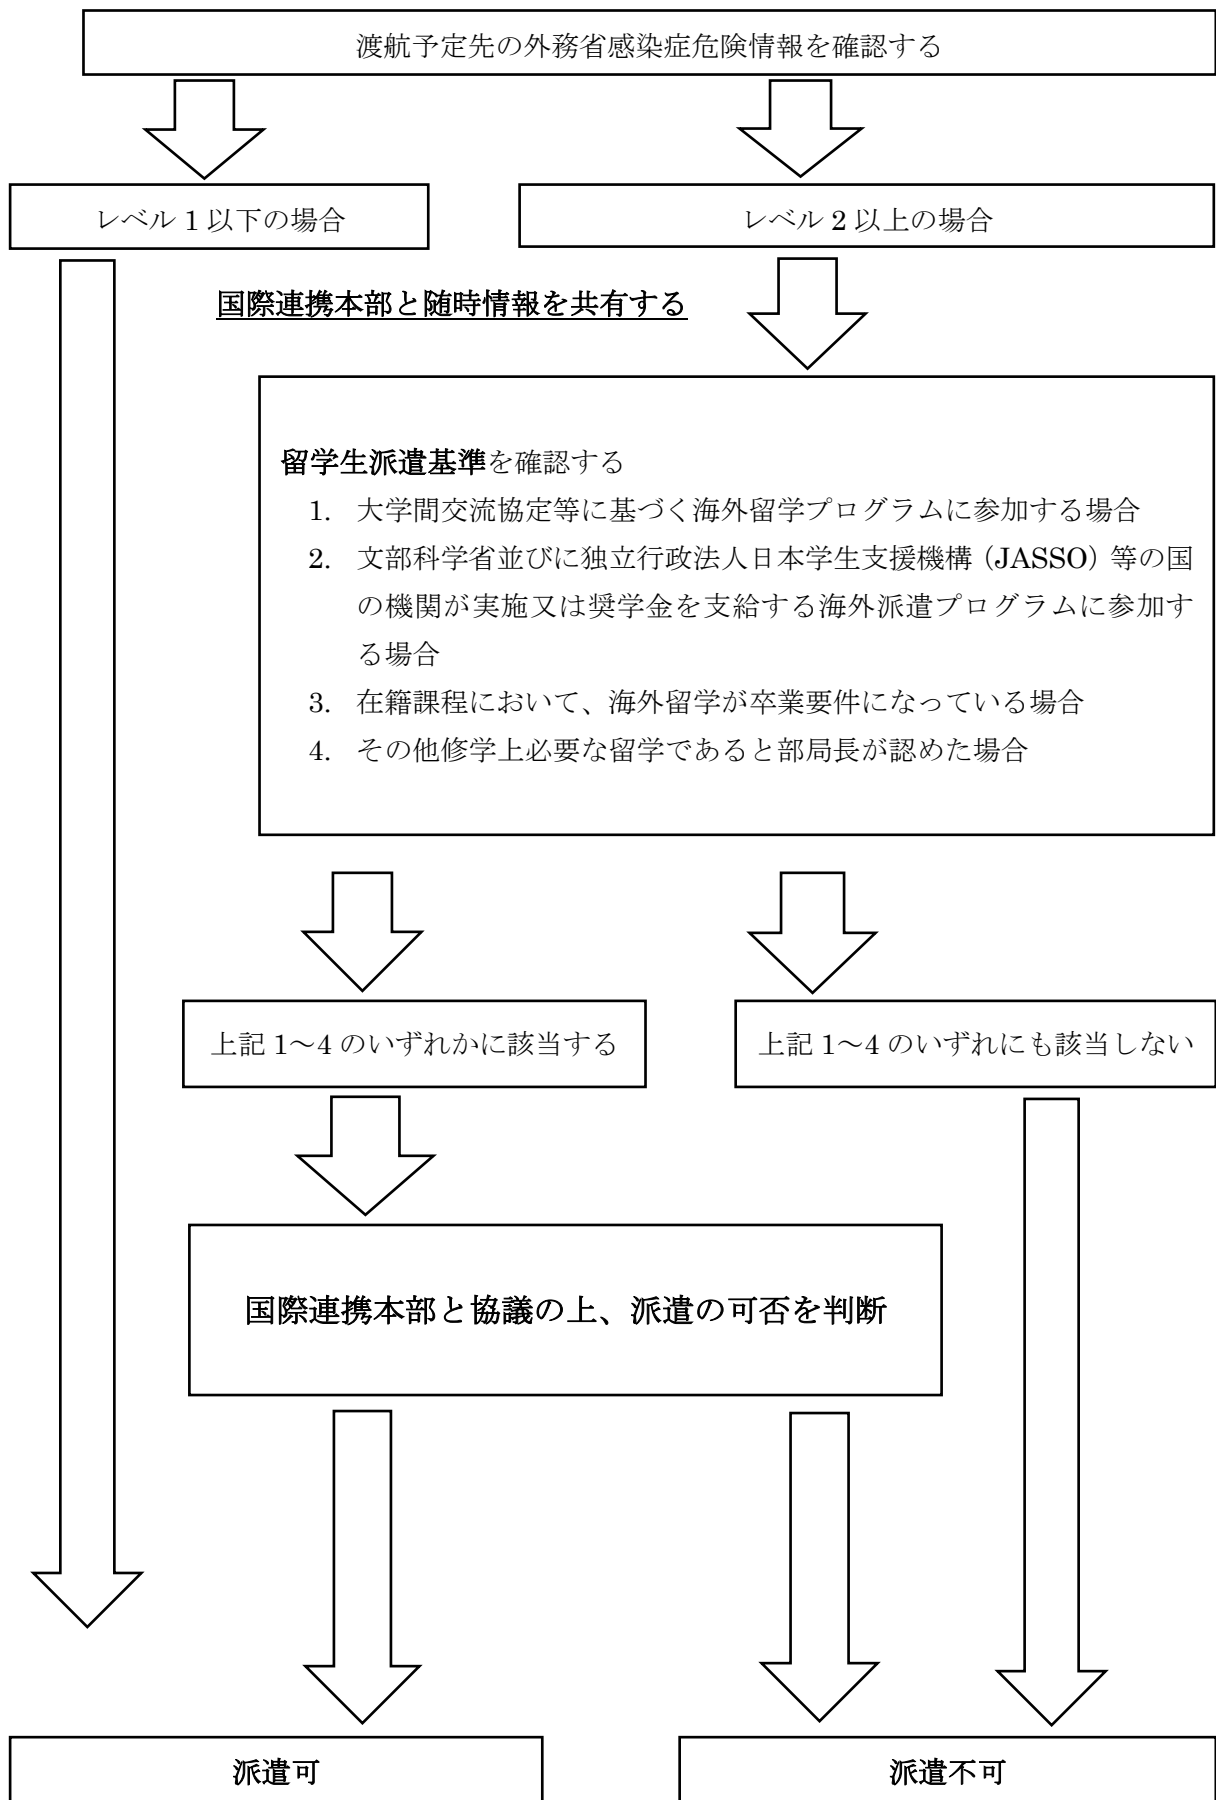 渡航予定先の外務省感染症危険情報を確認する
レベル 1 以下の場合
レベル 2 以上の場合
国際連携本部と随時情報を共有する
留学生派遣基準を確認する
1. 大学間交流協定等に基づく海外留学プログラムに参加する場合
2. 文部科学省並びに独立行政法人日本学生支援機構（JASSO）等の国
の機関が実施又は奨学金を支給する海外派遣プログラムに参加す
る場合
3. 在籍課程において、海外留学が卒業要件になっている場合
4. その他修学上必要な留学であると部局長が認めた場合
上記 1～4 のいずれかに該当する
上記 1～4 のいずれにも該当しない
国際連携本部と協議の上、派遣の可否を判断
派遣可
派遣不可